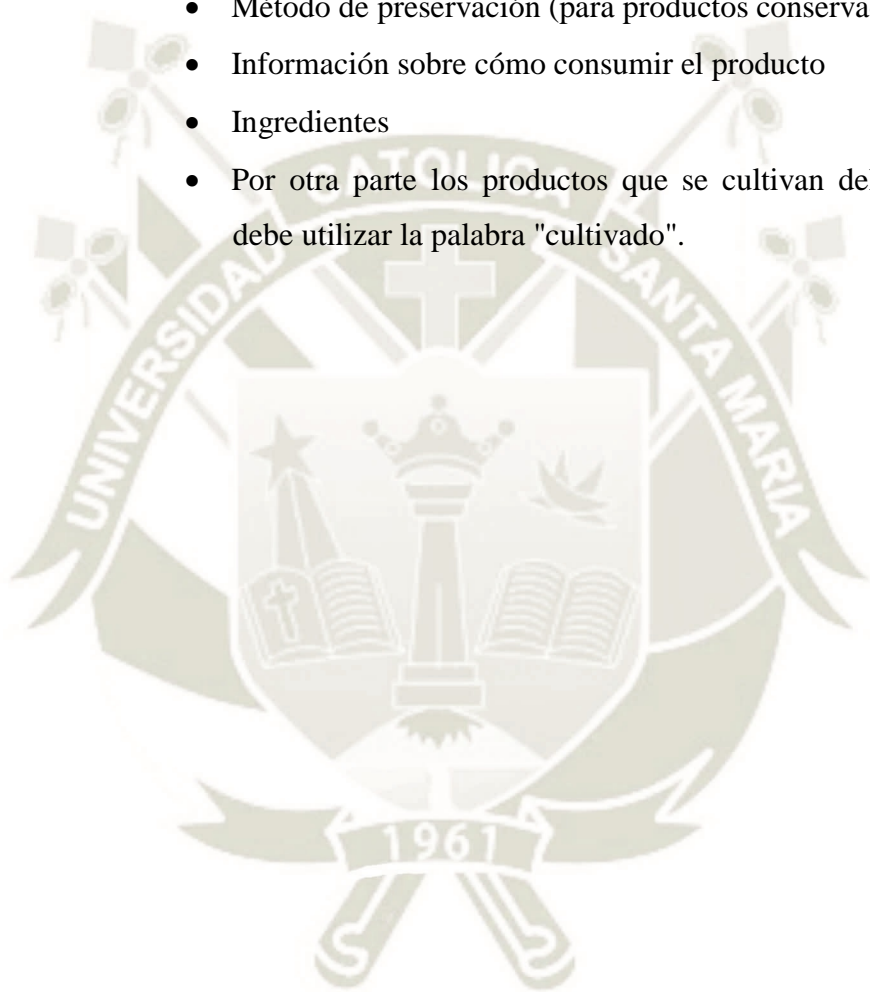 • Método de preservación (para productos conserva
• Información sobre cómo consumir el producto
• Ingredientes
• Por otra parte los productos que se cultivan
debe utilizar la palabra "cultivado".
UNIVERSIDAD CATOLICA SANTA MARIA
1961